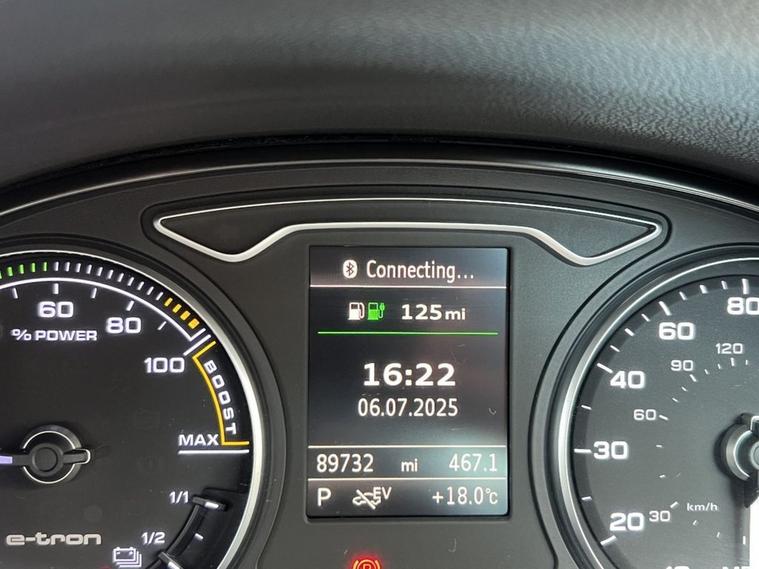 Connecting...
125 mi
16:22
06.07.2025
89732 mi 467.1
P EV +18.0°C
60
80
% POWER
100
BOOST
MAX
1/1
1/2
e-tron
80
60
120
90
40
60
30
km/h
20 30
P